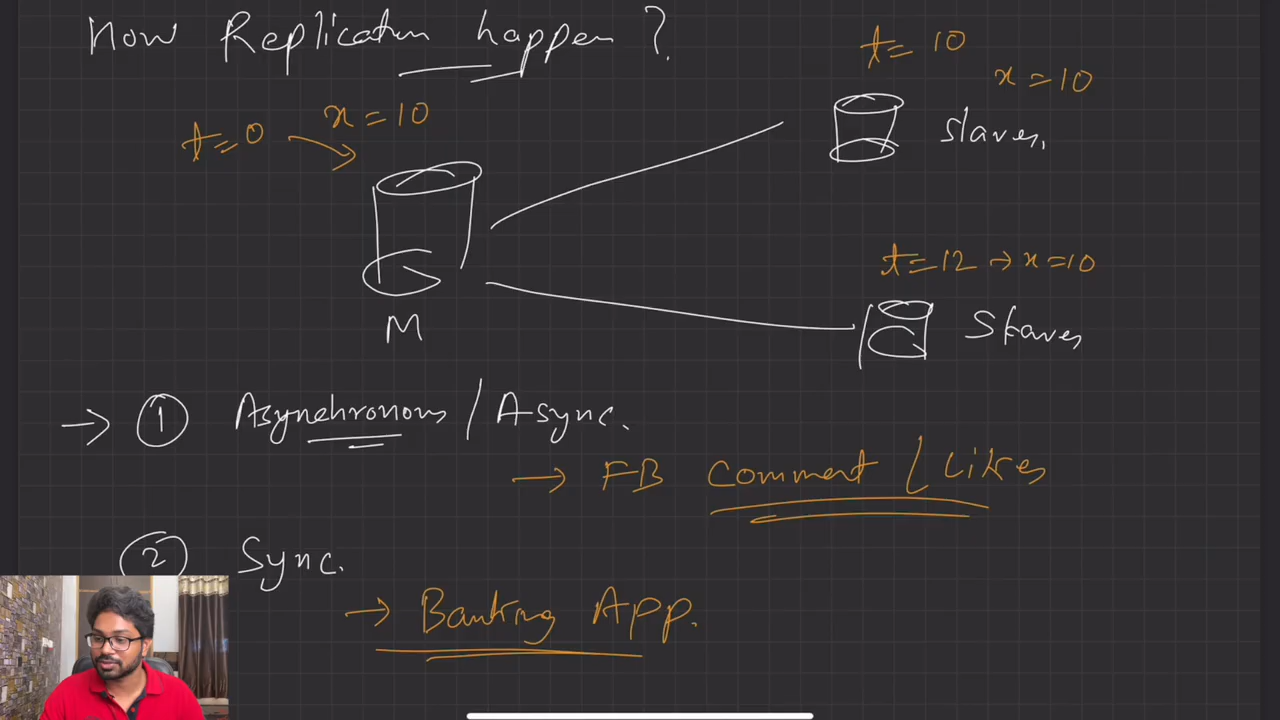 How Replication happen ?
t = 10
x = 10
t = 0
x = 10
Slaves.
t = 12 → x = 10
M
Slaves
→ 1 Asynchronous / Async.
→ FB Comment / Likes
2 Sync.
→ Banking App.